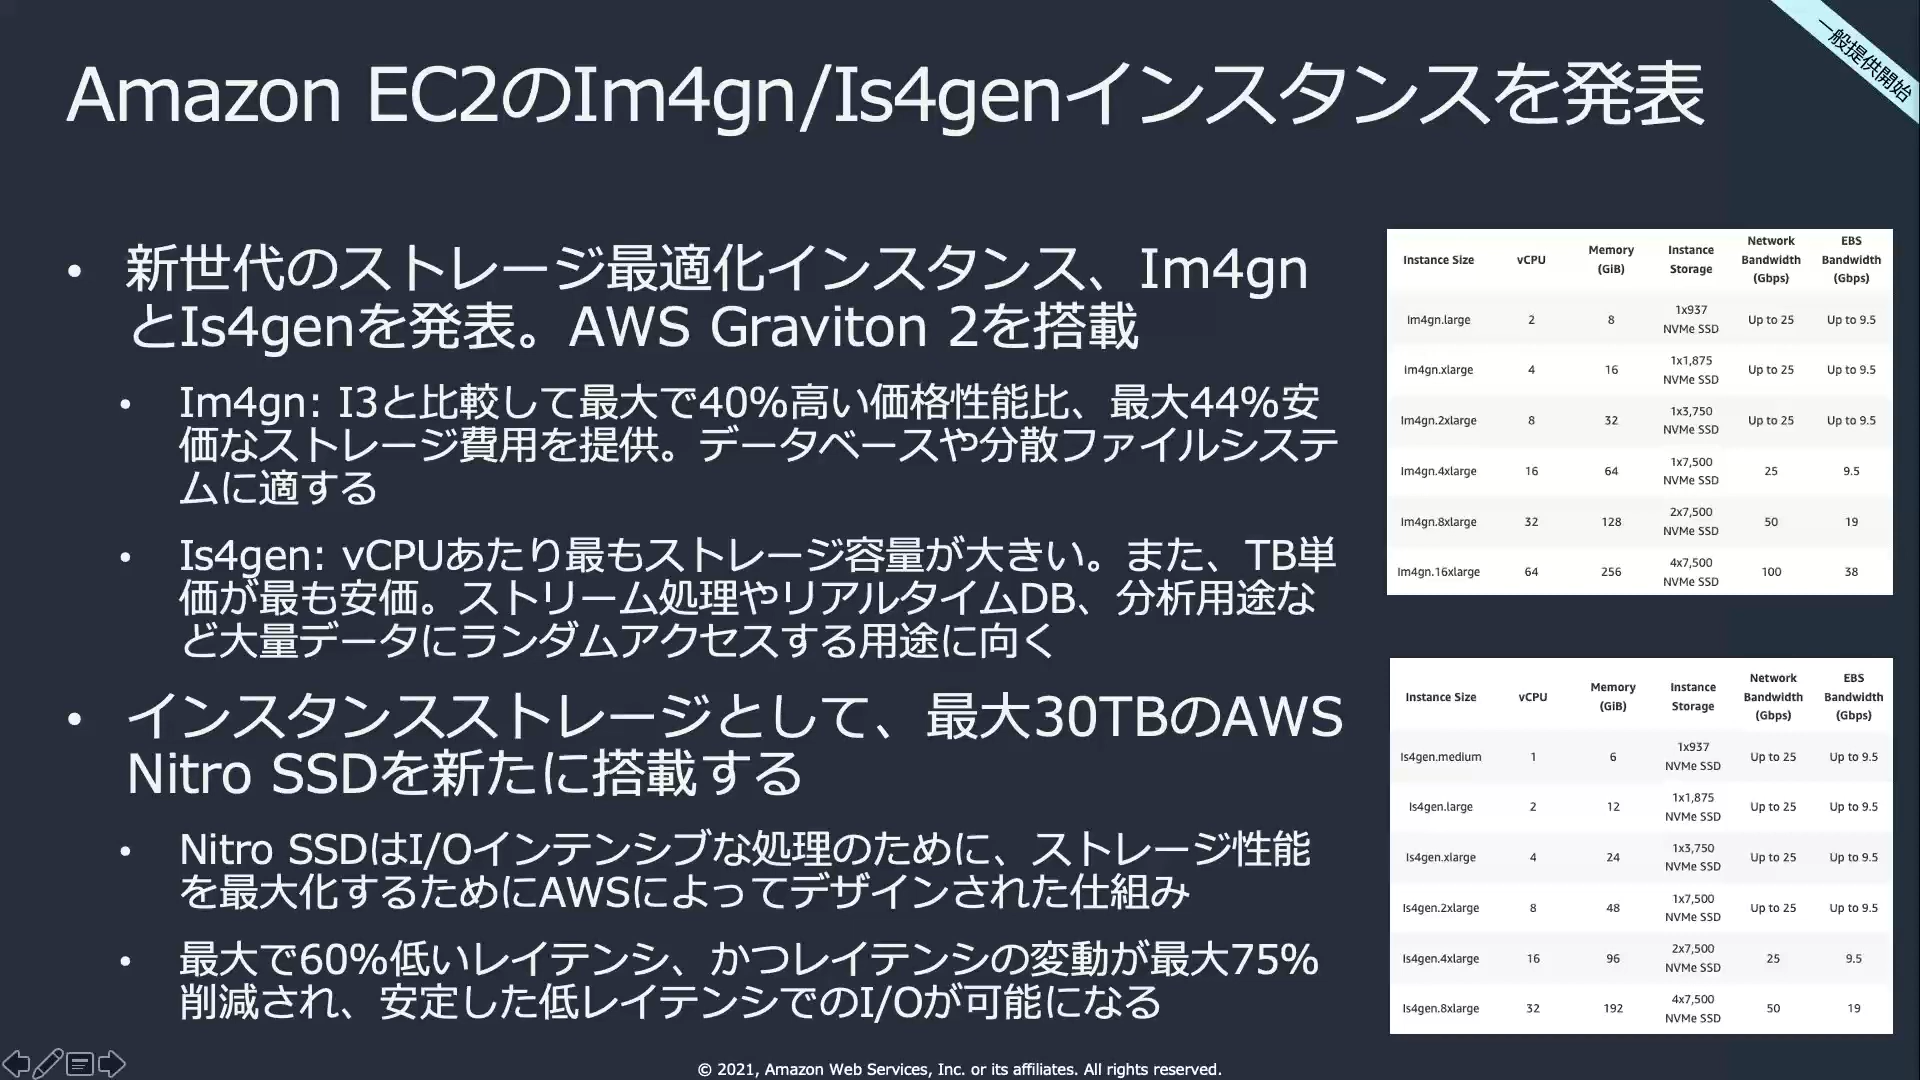 一般提供開始
Amazon EC2のIm4gn/Is4genインスタンスを発表
• 新世代のストレージ最適化インスタンス、Im4gn
とIs4genを発表。AWS Graviton 2を搭載
• Im4gn: I3と比較して最大で40%高い価格性能比、最大44%安
価なストレージ費用を提供。データベースや分散ファイルシステ
ムに適する
• Is4gen: vCPUあたり最もストレージ容量が大きい。また、TB単
価が最も安価。ストリーム処理やリアルタイムDB、分析用途な
ど大量データにランダムアクセスする用途に向く
• インスタンスストレージとして、最大30TBのAWS
Nitro SSDを新たに搭載する
• Nitro SSDはI/Oインテンシブな処理のために、ストレージ性能
を最大化するためにAWSによってデザインされた仕組み
• 最大で60%低いレイテンシ、かつレイテンシの変動が最大75%
削減され、安定した低レイテンシでのI/Oが可能になる
Instance Size vCPU Memory (GiB) Instance Storage Network Bandwidth (Gbps) EBS Bandwidth (Gbps)
Im4gn.large 2 8 1x937 NVMe SSD Up to 25 Up to 9.5
Im4gn.xlarge 4 16 1x1,875 NVMe SSD Up to 25 Up to 9.5
Im4gn.2xlarge 8 32 1x3,750 NVMe SSD Up to 25 Up to 9.5
Im4gn.4xlarge 16 64 1x7,500 NVMe SSD 25 9.5
Im4gn.8xlarge 32 128 2x7,500 NVMe SSD 50 19
Im4gn.16xlarge 64 256 4x7,500 NVMe SSD 100 38
Instance Size vCPU Memory (GiB) Instance Storage Network Bandwidth (Gbps) EBS Bandwidth (Gbps)
Is4gen.medium 1 6 1x937 NVMe SSD Up to 25 Up to 9.5
Is4gen.large 2 12 1x1,875 NVMe SSD Up to 25 Up to 9.5
Is4gen.xlarge 4 24 1x3,750 NVMe SSD Up to 25 Up to 9.5
Is4gen.2xlarge 8 48 1x7,500 NVMe SSD Up to 25 Up to 9.5
Is4gen.4xlarge 16 96 2x7,500 NVMe SSD 25 9.5
Is4gen.8xlarge 32 192 4x7,500 NVMe SSD 50 19
© 2021, Amazon Web Services, Inc. or its affiliates. All rights reserved.